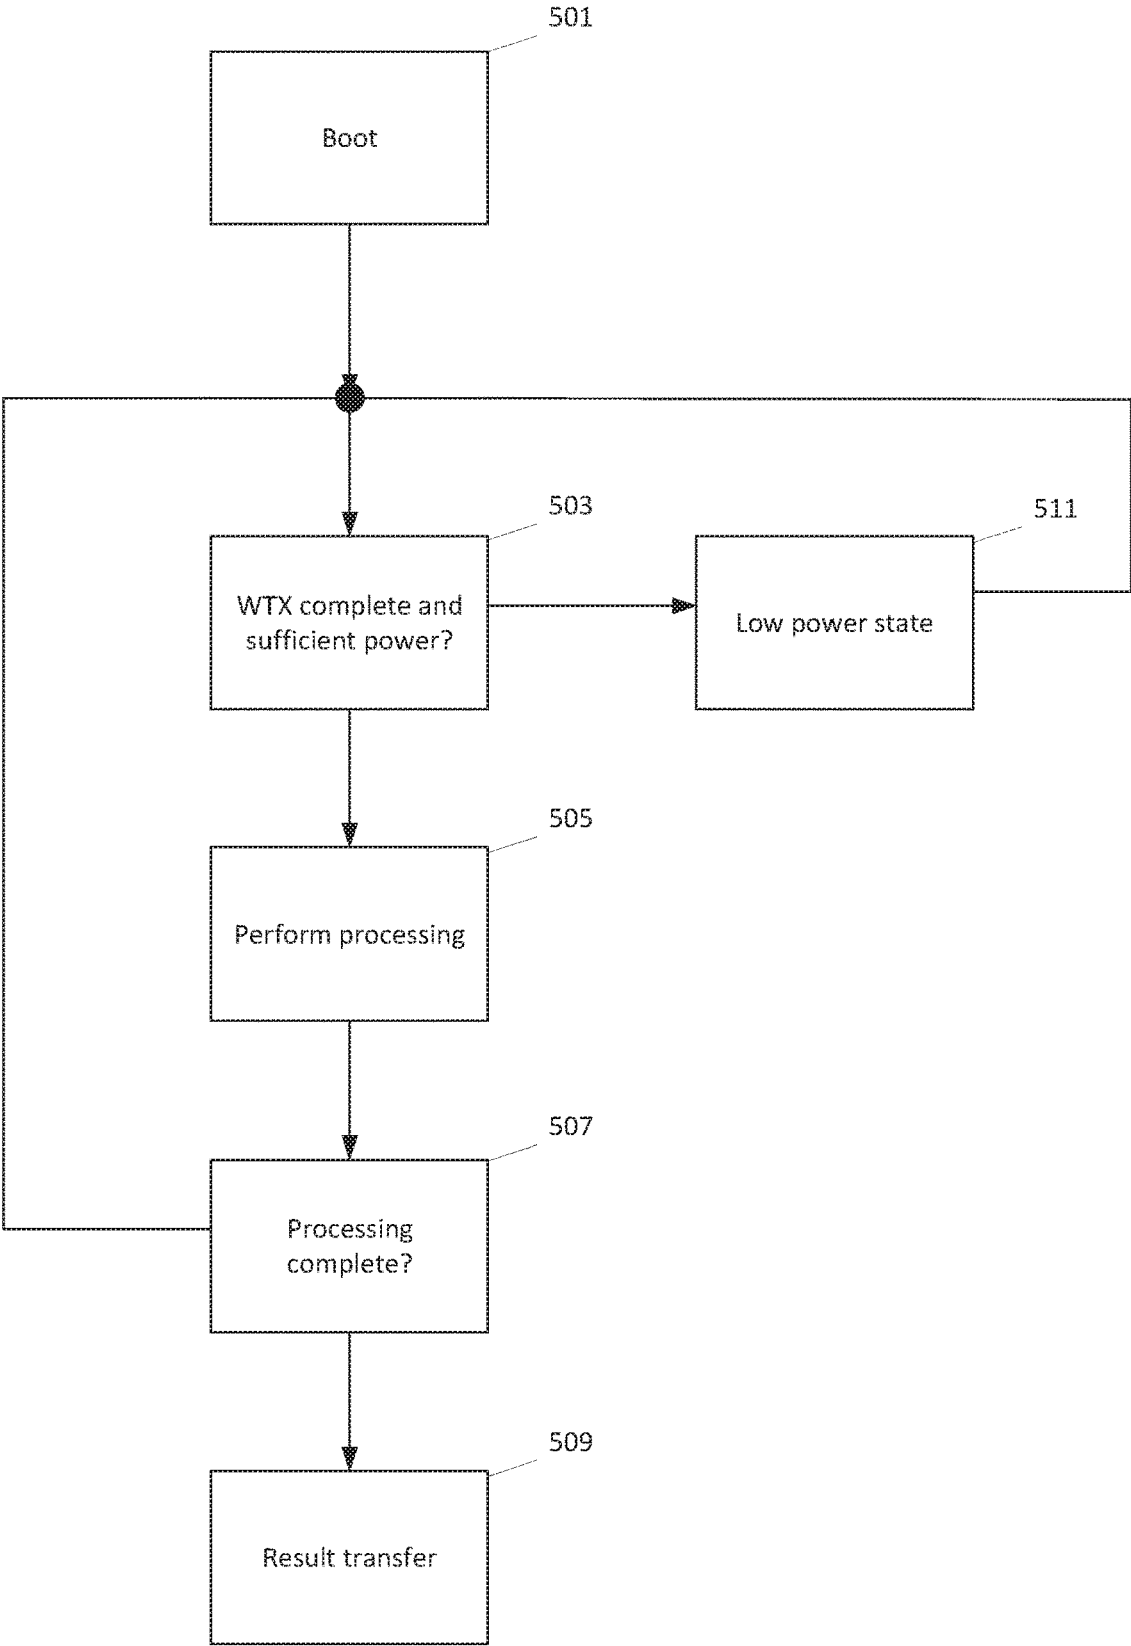 501
Boot
503
WTX complete and
sufficient power?
511
Low power state
505
Perform processing
507
Processing
complete?
509
Result transfer